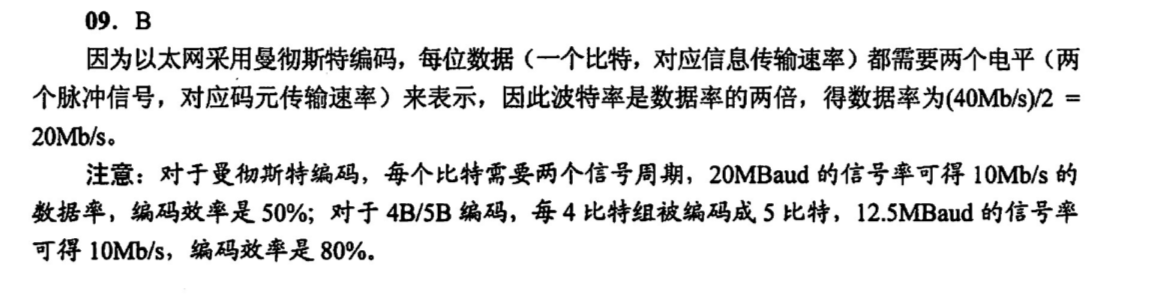 09. B
因为以太网采用曼彻斯特编码，每位数据（一个比特，对应信息传输速率）都需要两个电平（两
个脉冲信号，对应码元传输速率）来表示，因此波特率是数据率的两倍，得数据率为(40Mb/s)/2 =
20Mb/s。
注意：对于曼彻斯特编码，每个比特需要两个信号周期，20MBaud 的信号率可得 10Mb/s 的
数据率，编码效率是 50%；对于 4B/5B 编码，每 4 比特组被编码成 5 比特，12.5MBaud 的信号率
可得 10Mb/s，编码效率是 80%。